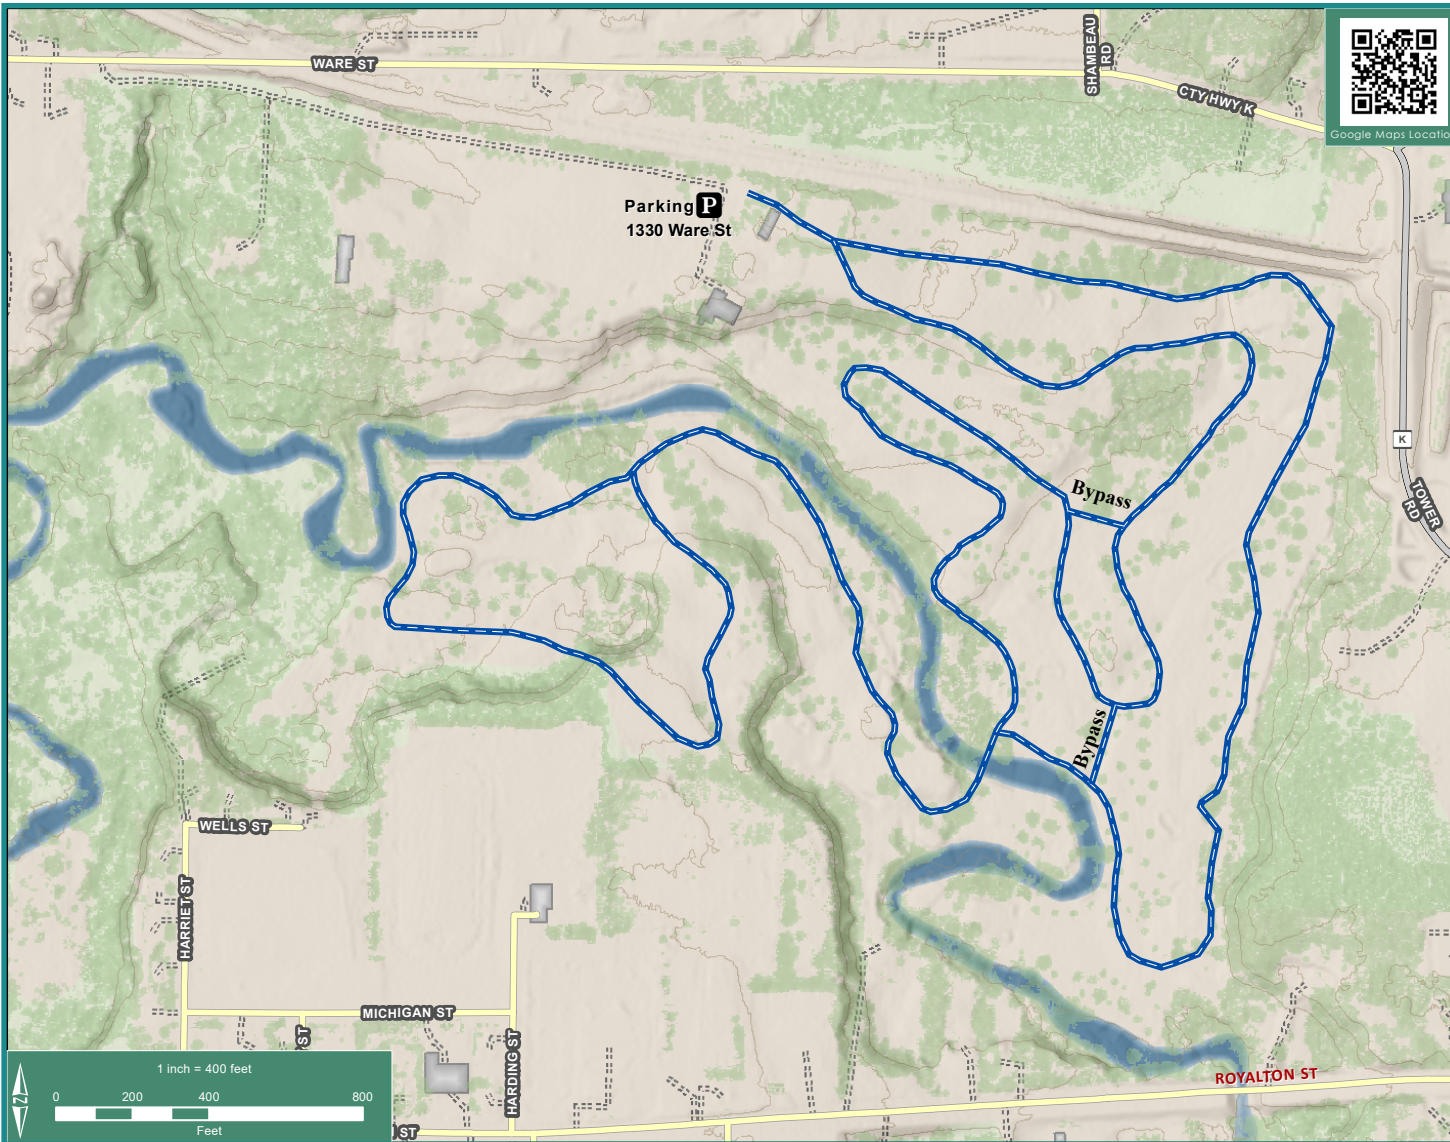 WARE ST
SHAMBEAU
RD
CTY HWY K
Google Maps Locatio
Parking P
1330 Ware St
K
TOWER
RD
Bypass
Bypass
WELLS ST
HARRIET ST
MICHIGAN ST
ST
HARDING ST
ROYALTON ST
ST
1 inch = 400 feet
N
0 200 400 800
Feet